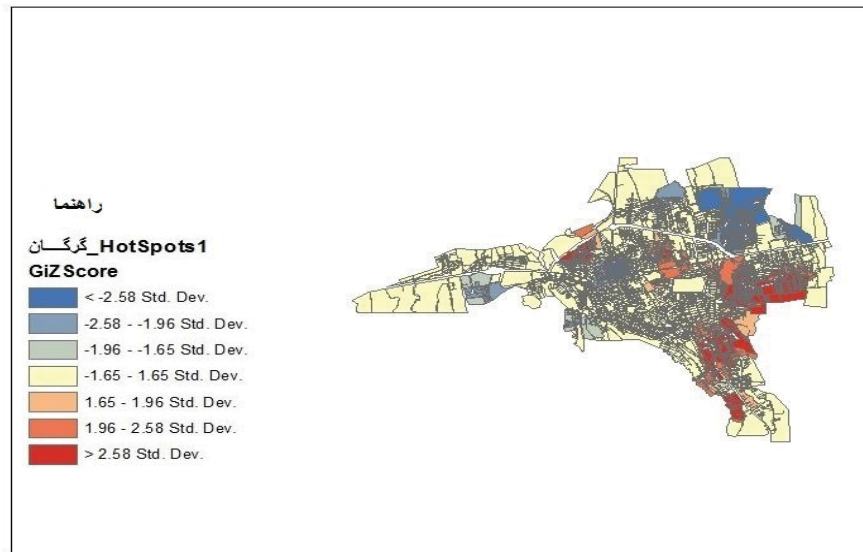 راهنما
گرگــــان_HotSpots1
GiZScore
< -2.58 Std. Dev.
-2.58 - -1.96 Std. Dev.
-1.96 - -1.65 Std. Dev.
-1.65 - 1.65 Std. Dev.
1.65 - 1.96 Std. Dev.
1.96 - 2.58 Std. Dev.
> 2.58 Std. Dev.